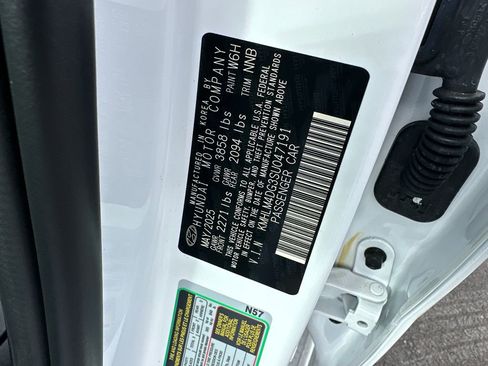 MANUFACTURED IN KOREA, BY
HYUNDAI MOTOR COMPANY
MAY/2025 GVWR 3858 lbs PAINT W6H
GAWR FRONT 2271 lbs GAWR REAR 2094 lbs TRIM NNB
THIS VEHICLE CONFORMS TO ALL APPLICABLE U.S.A. FEDERAL
MOTOR VEHICLE SAFETY, BUMPER, AND THEFT PREVENTION STANDARDS
IN EFFECT ON THE DATE OF MANUFACTURE SHOWN ABOVE
V.I.N KMHLM4DG9SU047191
PASSENGER CAR
N57